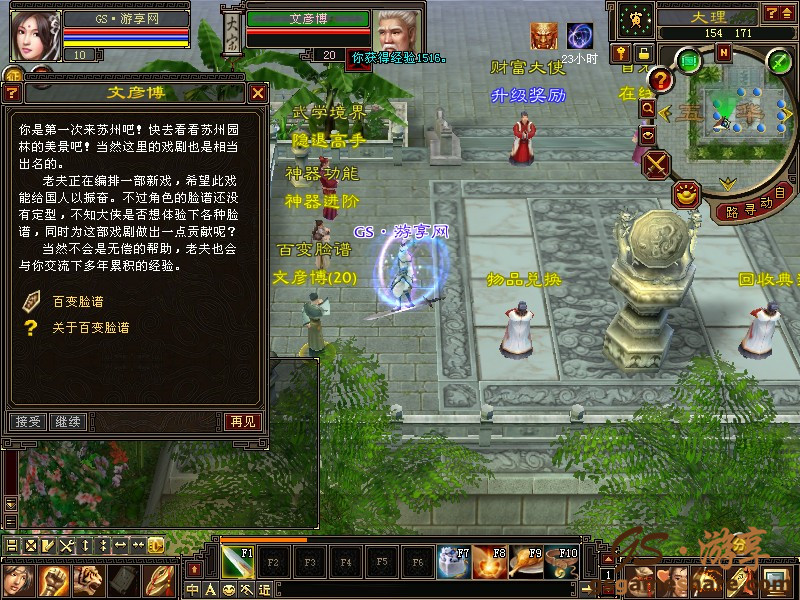 GS·游享网
10
大宗
文彦博
20
你获得经验1516。
23小时
大理
154 171
N
自动寻路
文彦博
你是第一次来苏州吧！快去看看苏州园
林的美景吧！当然这里的戏剧也是相当
出名的。
老夫正在编排一部新戏，希望此戏
能给国人以振奋。不过角色的脸谱还没
有定型，不知大侠是否想体验下各种脸
谱，同时为这部戏剧做出一点贡献呢？
当然不会是无偿的帮助，老夫也会
与你交流下多年累积的经验。
百变脸谱
关于百变脸谱
接受
继续
再见
财富大使
升级奖励
武学境界
隐退高手
神器功能
神器进阶
GS·游享网
百变脸谱
文彦博(20)
物品兑换
F1
F2
F3
F4
F5
F6
F7
F8
F9
F10
中
A
近
1
GS·游享网